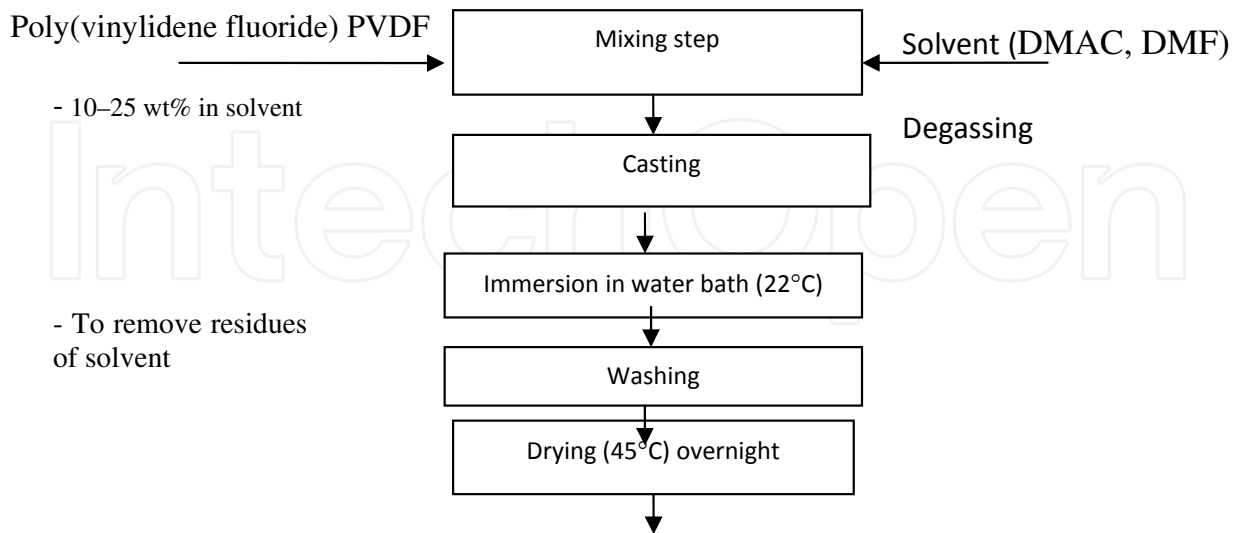 Poly(vinylidene fluoride) PVDF
Mixing step
Solvent (DMAC, DMF)
- 10–25 wt% in solvent
Degassing
Casting
IntechOpen
Immersion in water bath (22°C)
- To remove residues
of solvent
Washing
Drying (45°C) overnight